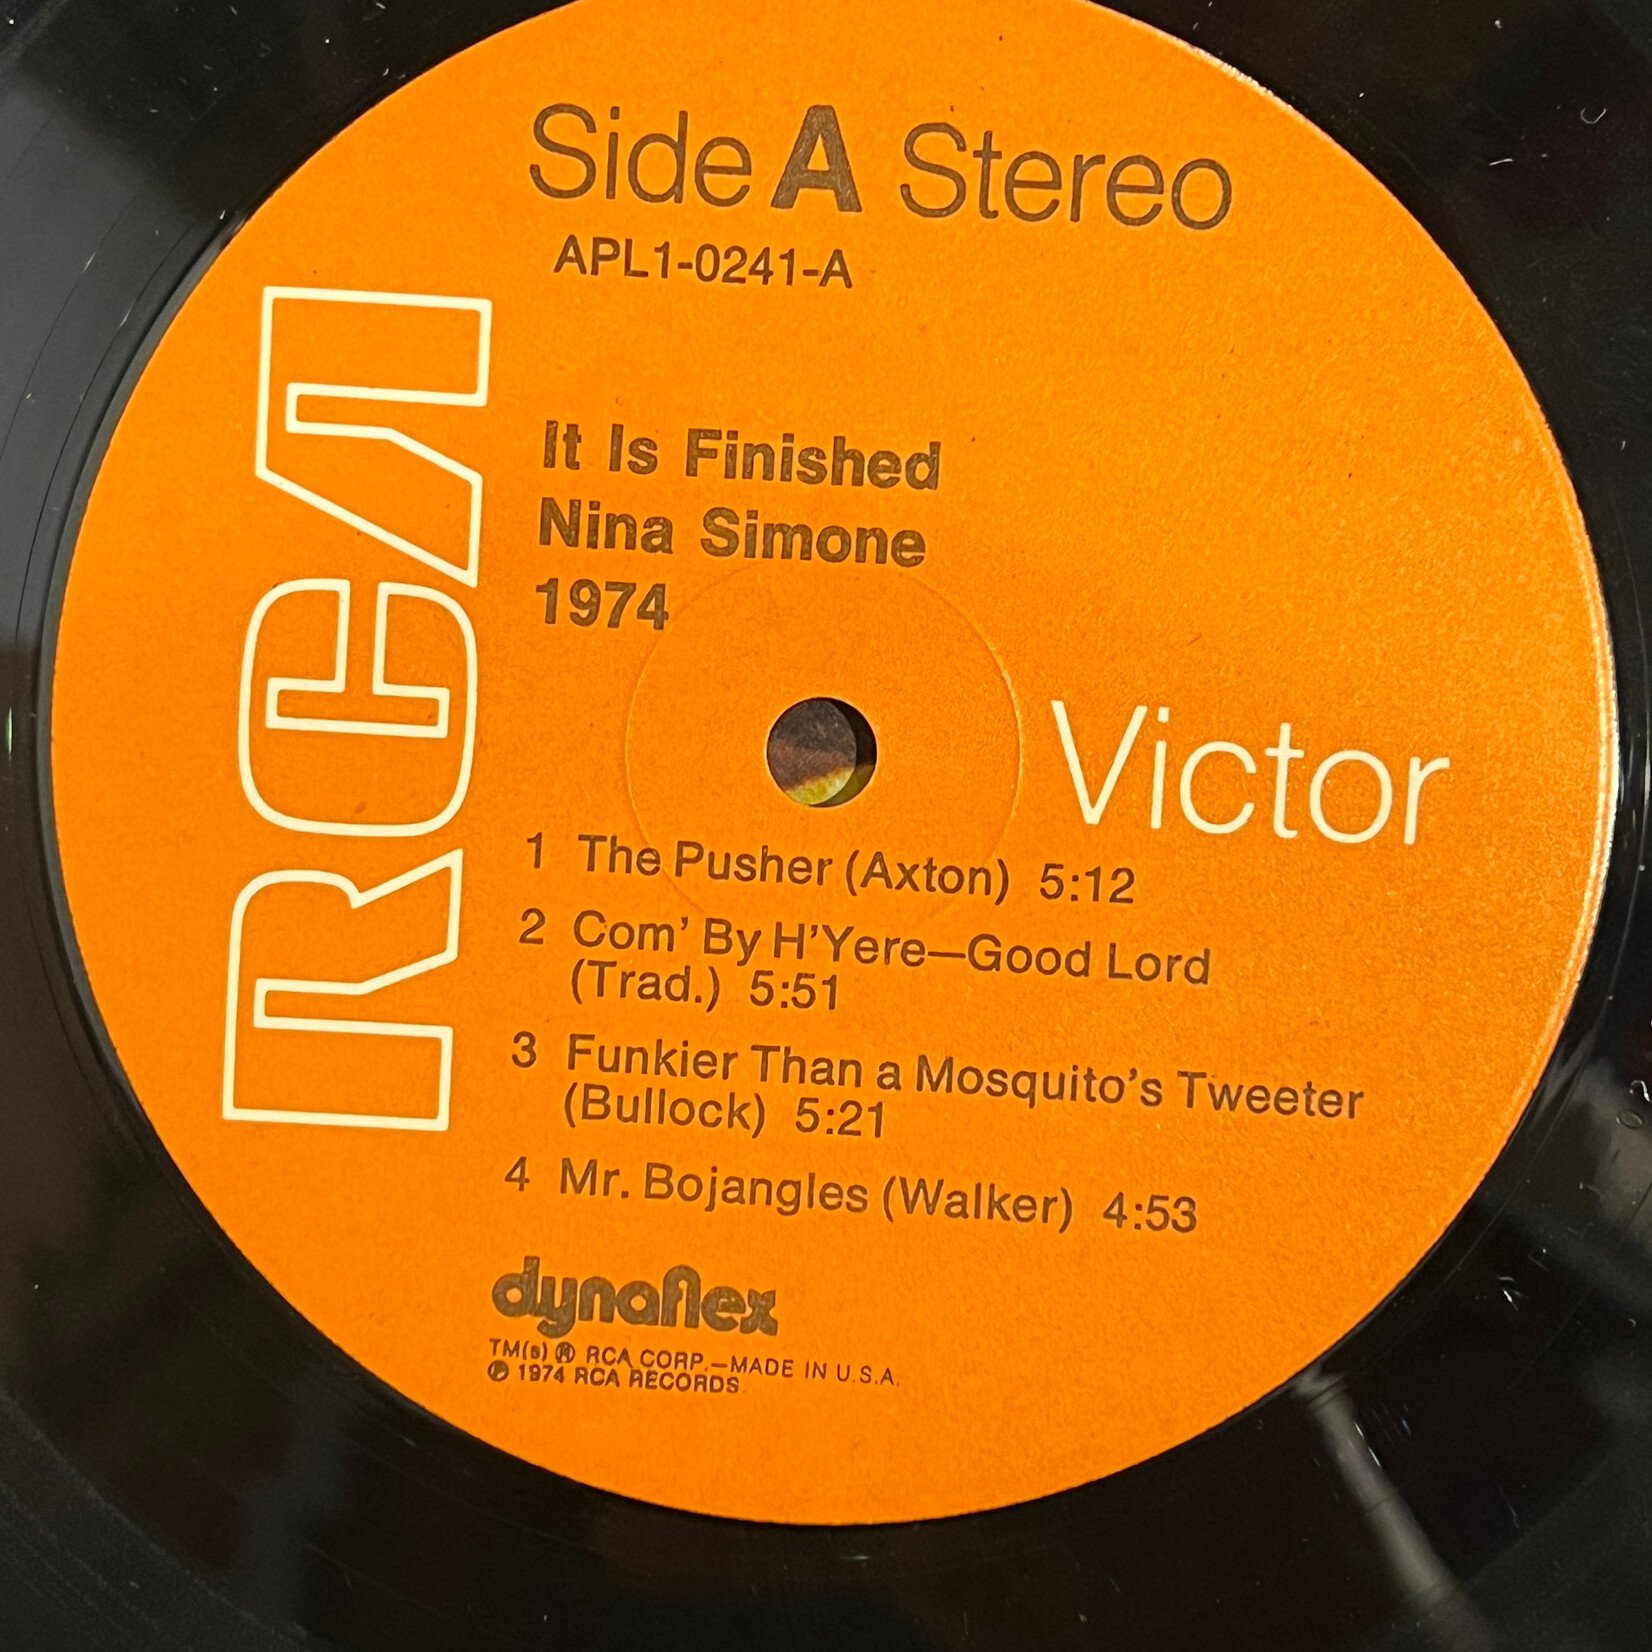 Side A Stereo
APL1-0241-A
RCA
It Is Finished
Nina Simone
1974
Victor
1 The Pusher (Axton) 5:12
2 Com’ By H’Yere—Good Lord
(Trad.) 5:51
3 Funkier Than a Mosquito’s Tweeter
(Bullock) 5:21
4 Mr. Bojangles (Walker) 4:53
dynaflex
TM(s) ® RCA CORP.—MADE IN U.S.A.
℗ 1974 RCA RECORDS